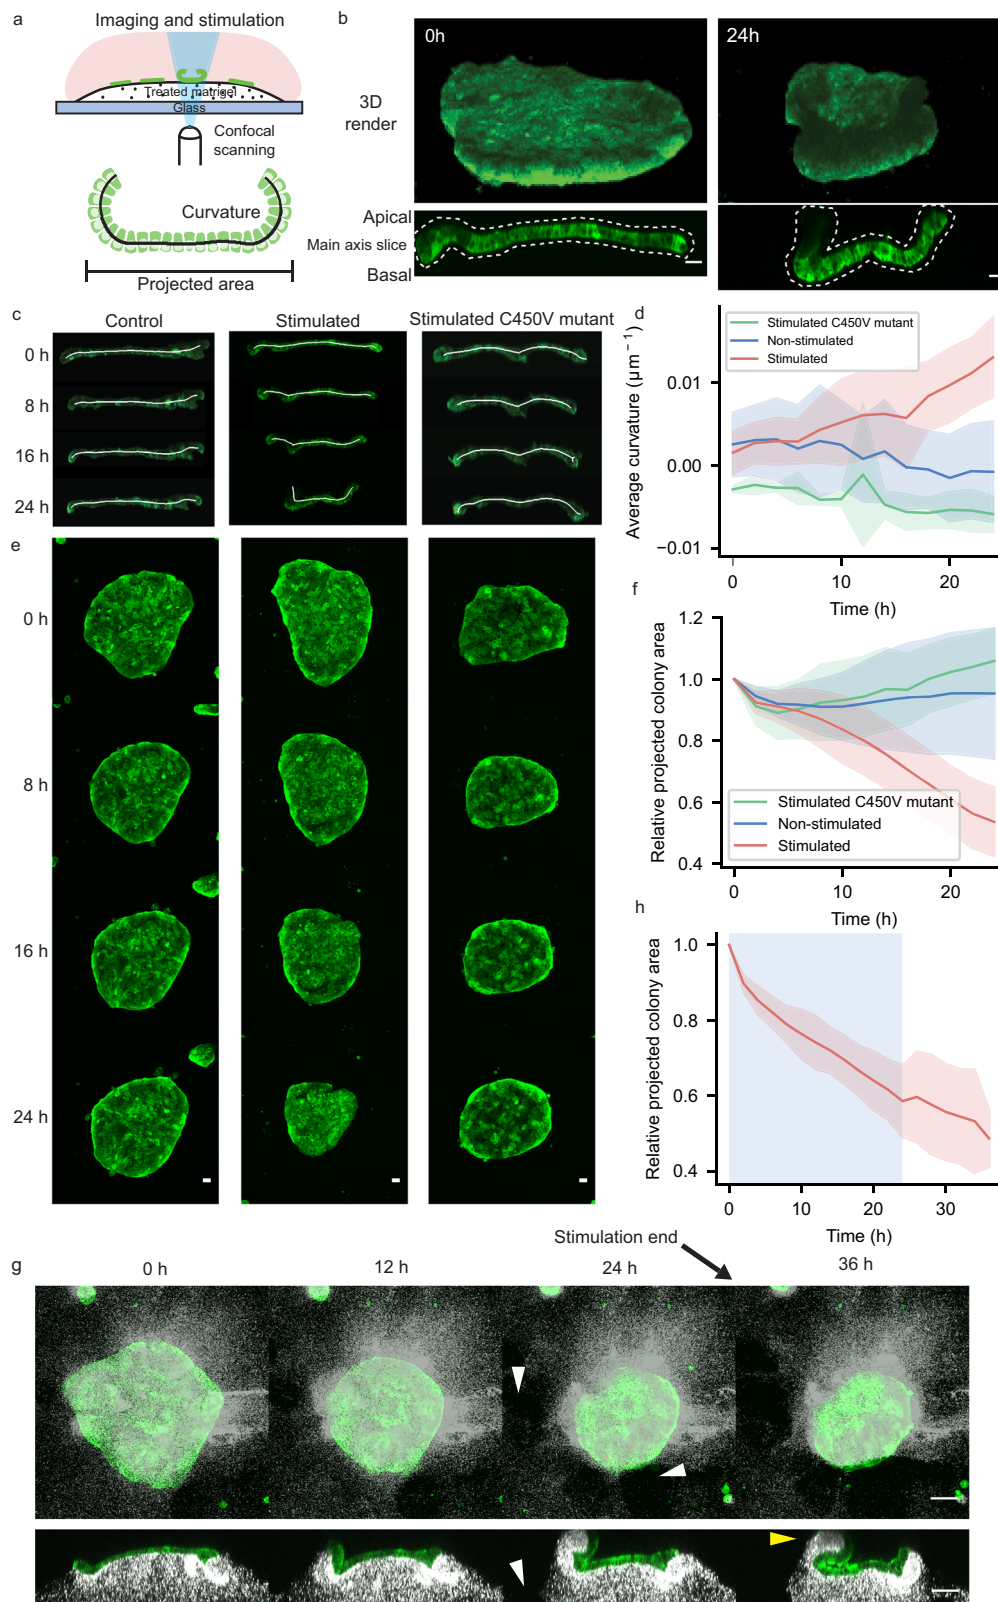 a
Imaging and stimulation
Treated matrigel
Glass
Confocal
scanning
Curvature
Projected area
b
0h
24h
3D
render
Apical
Main axis slice
Basal
c
Control
Stimulated
Stimulated C450V mutant
0 h
8 h
16 h
24 h
d
Stimulated C450V mutant
Non-stimulated
Stimulated
Average curvature (µm⁻¹)
0.01
0.00
−0.01
0
10
20
Time (h)
e
0 h
8 h
16 h
24 h
f
Relative projected colony area
1.2
1.0
0.8
0.6
0.4
Stimulated C450V mutant
Non-stimulated
Stimulated
0
10
20
Time (h)
h
Relative projected colony area
1.0
0.8
0.6
0.4
0
10
20
30
Time (h)
Stimulation end
g
0 h
12 h
24 h
36 h